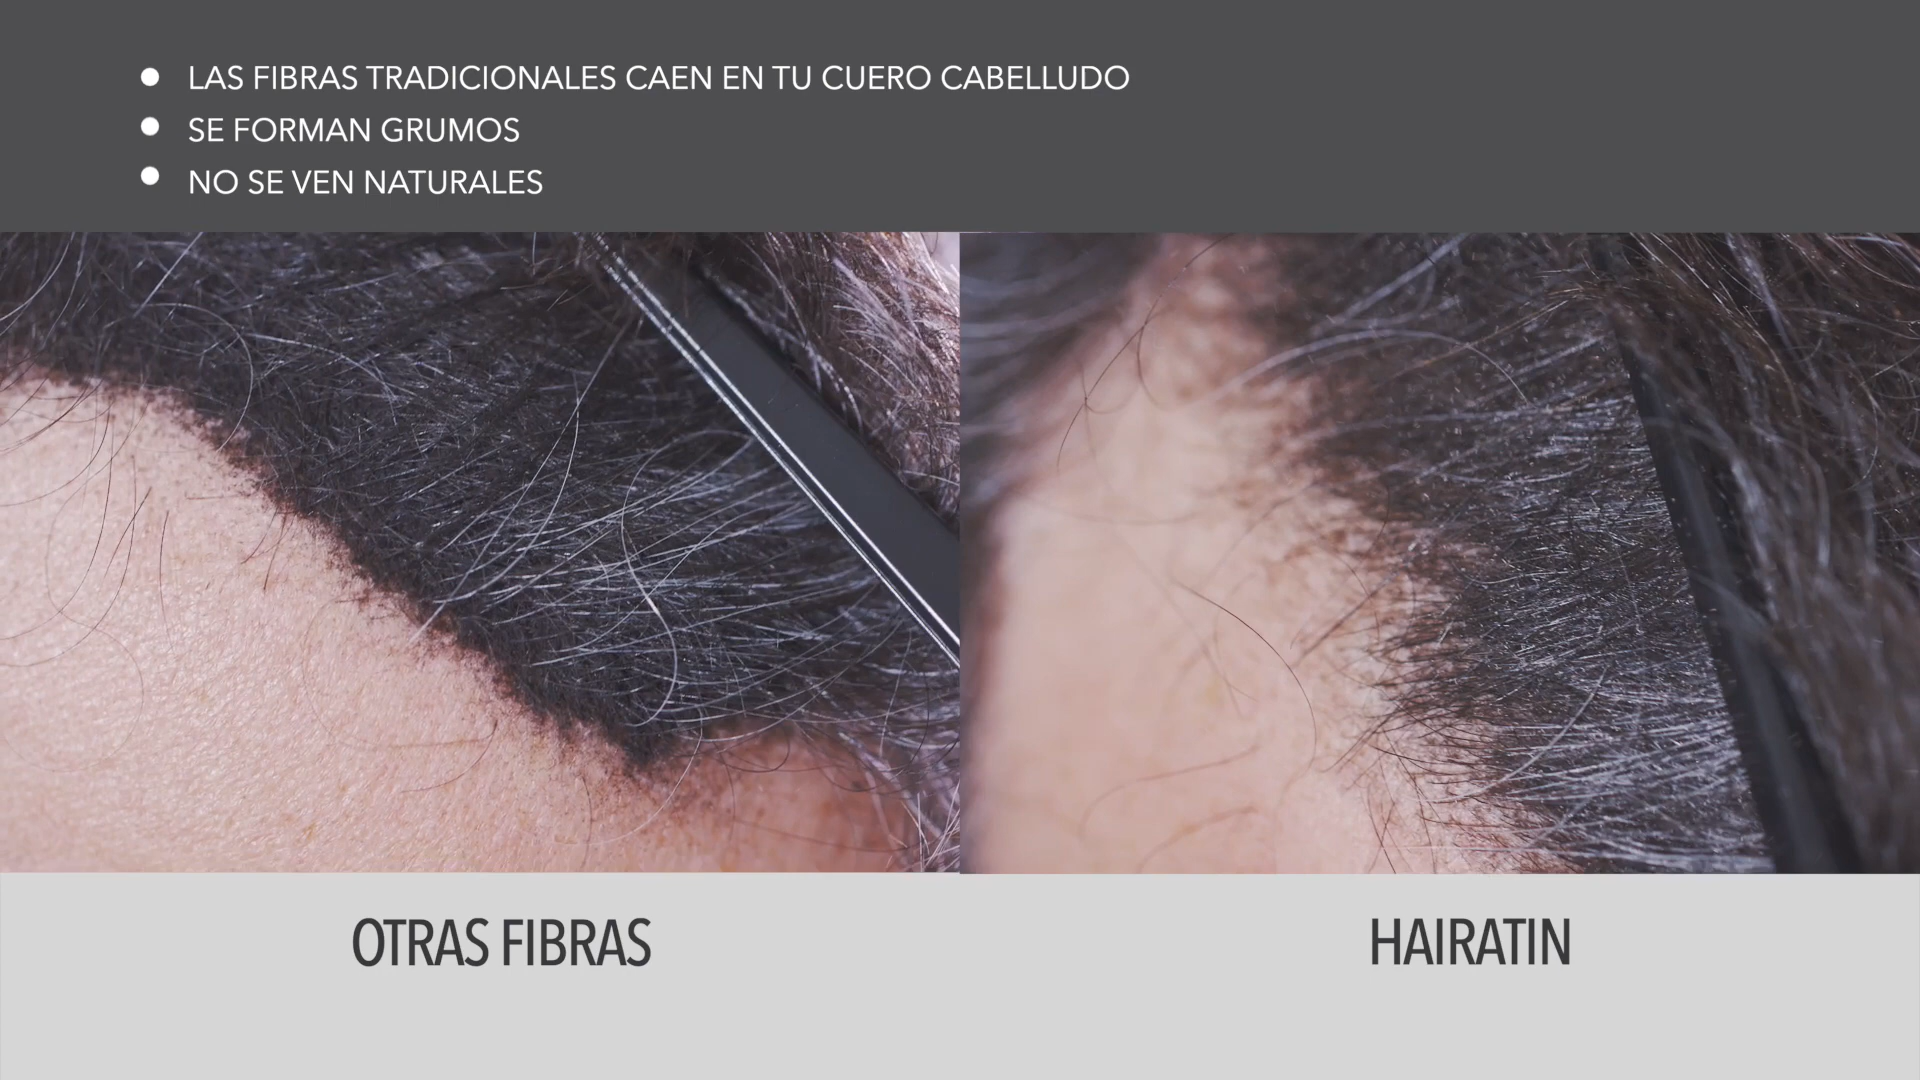 LAS FIBRAS TRADICIONALES CAEN EN TU CUERO CABELLUDO
SE FORMAN GRUMOS
NO SE VEN NATURALES
OTRAS FIBRAS
HAIRATIN